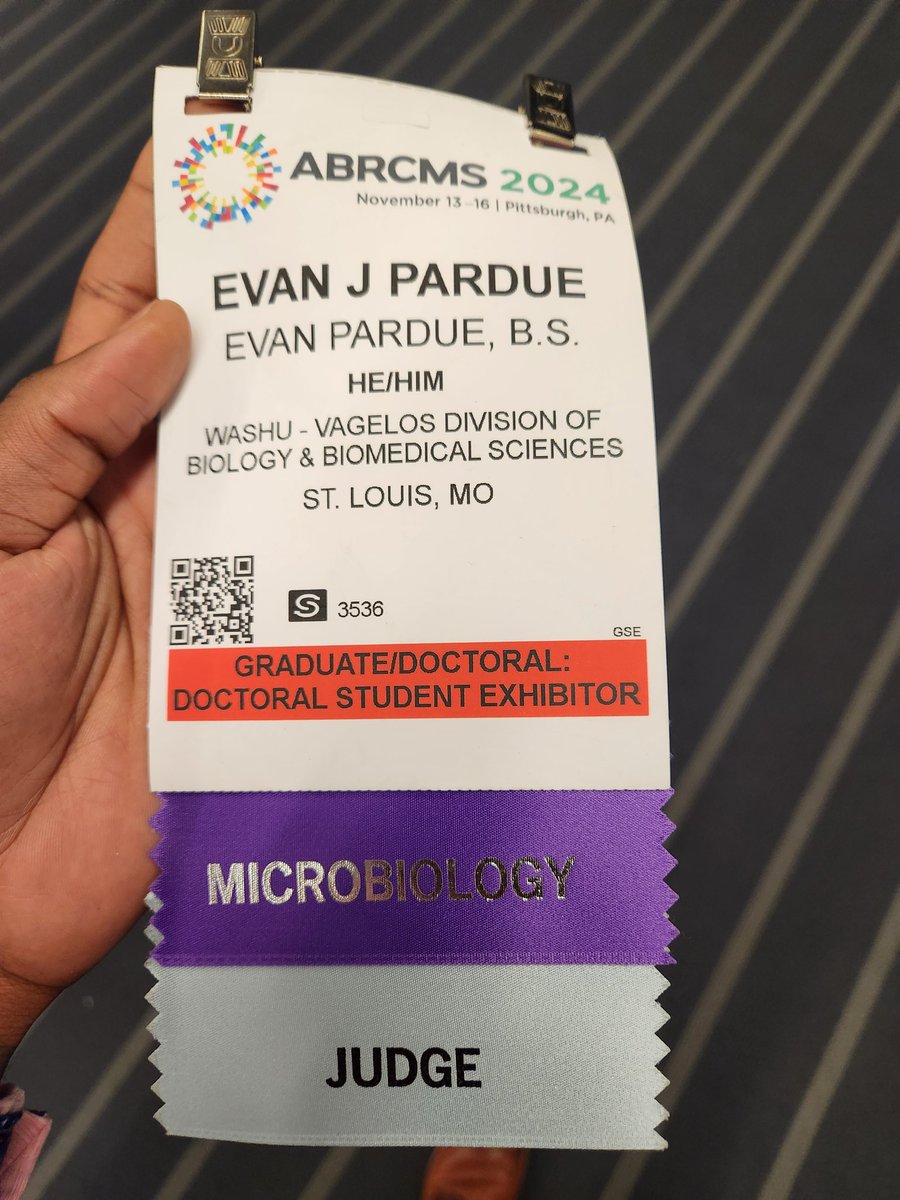 ABRCMS 2024
November 13-16 | Pittsburgh, PA
EVAN J PARDUE
EVAN PARDUE, B.S.
HE/HIM
WASHU - VAGELOS DIVISION OF
BIOLOGY & BIOMEDICAL SCIENCES
ST. LOUIS, MO
S 3536
GSE
GRADUATE/DOCTORAL:
DOCTORAL STUDENT EXHIBITOR
MICROBIOLOGY
JUDGE